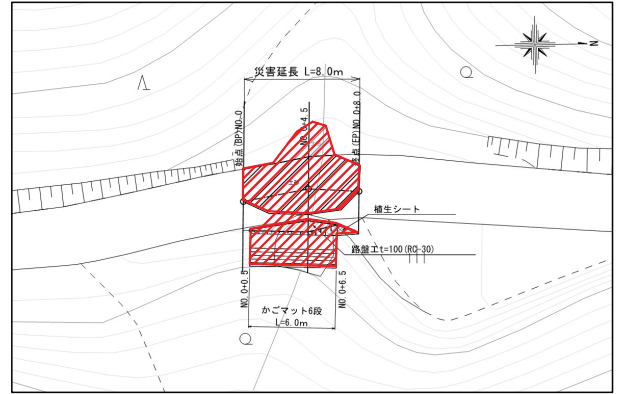 N
災害延長 L=8.0m
始点(BP)NO-0
NO.0+4.5
終点(EP)NO.0+8.0
植生シート
路盤工t=100(RC-30)
NO.0+0.5
NO.0+6.5
かごマット6段
L=6.0m